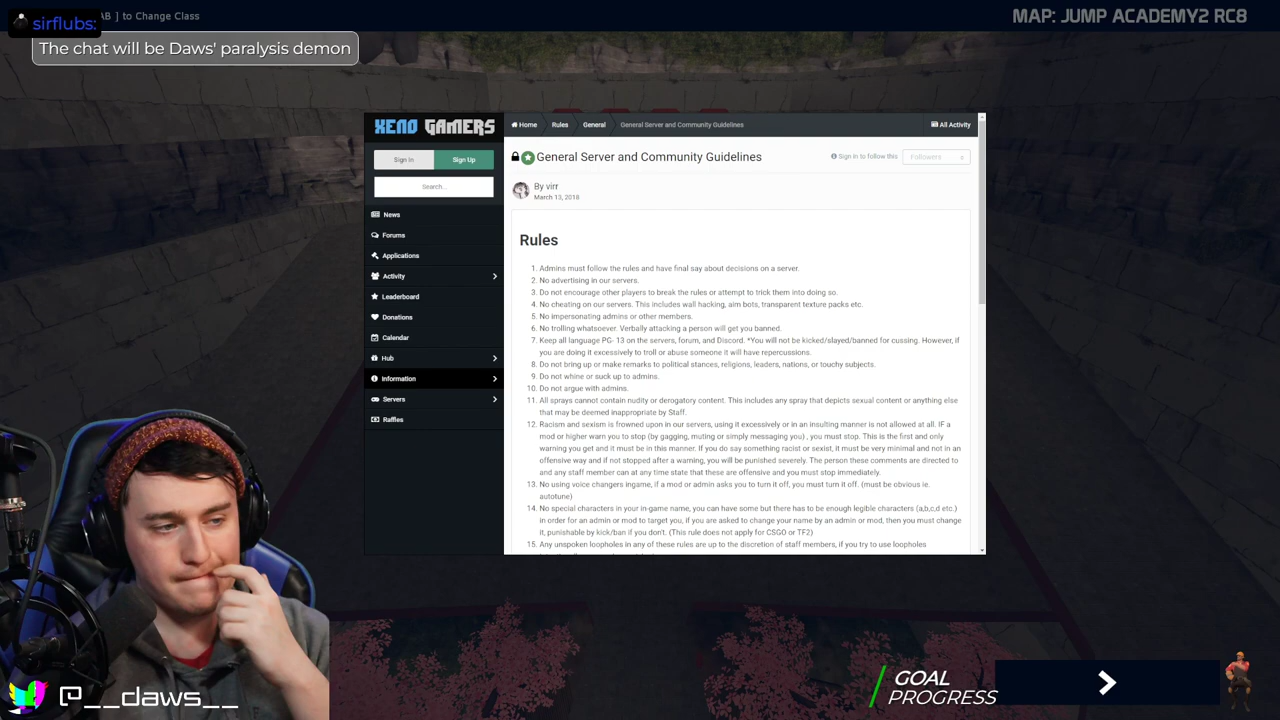 AB ] to Change Class
sirflubs:
The chat will be Daws' paralysis demon
MAP: JUMP ACADEMY2 RC8
XENO GAMERS
Home
Rules
General
General Server and Community Guidelines
All Activity
Sign In
Sign Up
Search...
News
Forums
Applications
Activity
Leaderboard
Donations
Calendar
Hub
Information
Servers
Raffles
General Server and Community Guidelines
Sign in to follow this
Followers
By virr
March 13, 2018
Rules
1. Admins must follow the rules and have final say about decisions on a server.
2. No advertising in our servers.
3. Do not encourage other players to break the rules or attempt to trick them into doing so.
4. No cheating on our servers. This includes wall hacking, aim bots, transparent texture packs etc.
5. No impersonating admins or other members.
6. No trolling whatsoever. Verbally attacking a person will get you banned.
7. Keep all language PG- 13 on the servers, forum, and Discord. *You will not be kicked/slayed/banned for cussing. However, if
you are doing it excessively to troll or abuse someone it will have repercussions.
8. Do not bring up or make remarks to political stances, religions, leaders, nations, or touchy subjects.
9. Do not whine or suck up to admins.
10. Do not argue with admins.
11. All sprays cannot contain nudity or derogatory content. This includes any spray that depicts sexual content or anything else
that may be deemed inappropriate by Staff.
12. Racism and sexism is frowned upon in our servers, using it excessively or in an insulting manner is not allowed at all. IF a
mod or higher warn you to stop (by gagging, muting or simply messaging you) , you must stop. This is the first and only
warning you get and it must be in this manner. If you do say something racist or sexist, it must be very minimal and not in an
offensive way and if not stopped after a warning, you will be punished severely. The person these comments are directed to
and any staff member can at any time state that these are offensive and you must stop immediately.
13. No using voice changers ingame, if a mod or admin asks you to turn it off, you must turn it off. (must be obvious ie.
autotune)
14. No special characters in your in-game name, you can have some but there has to be enough legible characters (a,b,c,d etc.)
in order for an admin or mod to target you, if you are asked to change your name by an admin or mod, then you must change
it, punishable by kick/ban if you don't. (This rule does not apply for CSGO or TF2)
15. Any unspoken loopholes in any of these rules are up to the discretion of staff members, if you try to use loopholes
P__daws__
GOAL
PROGRESS